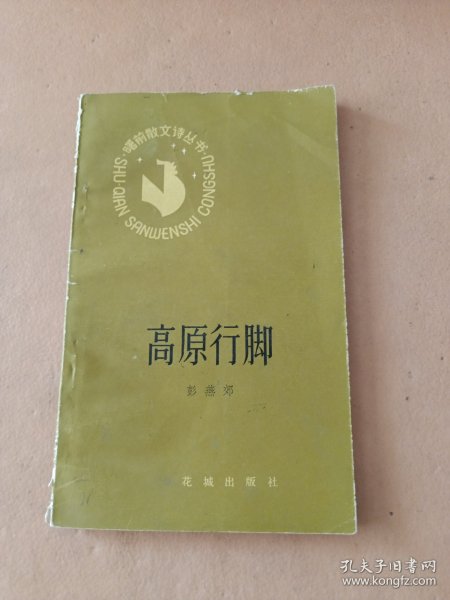 ·曙前散文诗丛书·
SHU-QIAN SANWENSHI CONGSHU
高原行脚
彭燕郊
花城出版社
孔夫子旧书网
www.kongfz.com